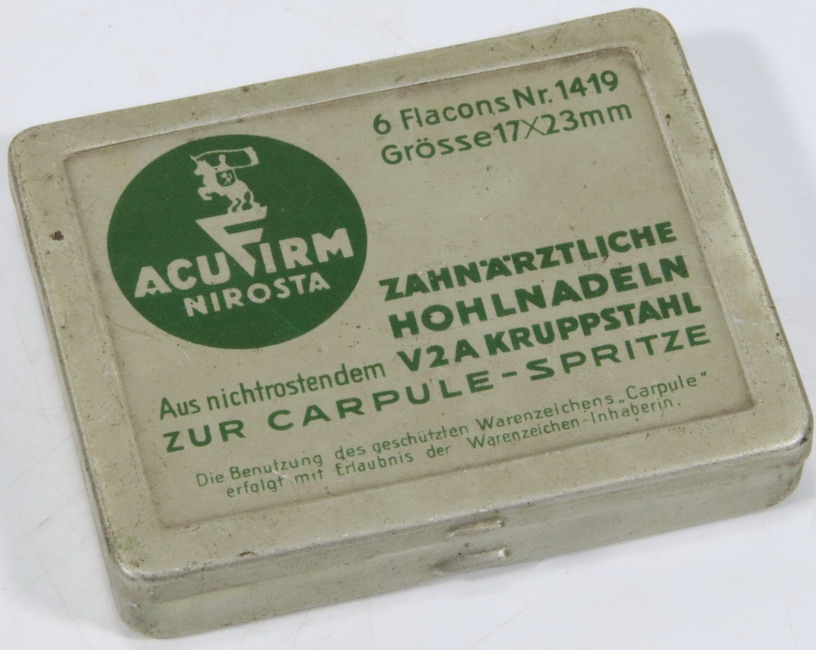 6 Flacons Nr. 1419
Grösse 17X23mm
ACUFIRM
NIROSTA
ZAHNÄRZTLICHE
HOHLNADELN
Aus nichtrostendem V2A KRUPPSTAHL
ZUR CARPULE-SPRITZE
Die Benutzung des geschützten Warenzeichens „Carpule"
erfolgt mit Erlaubnis der Warenzeichen-Inhaberin.